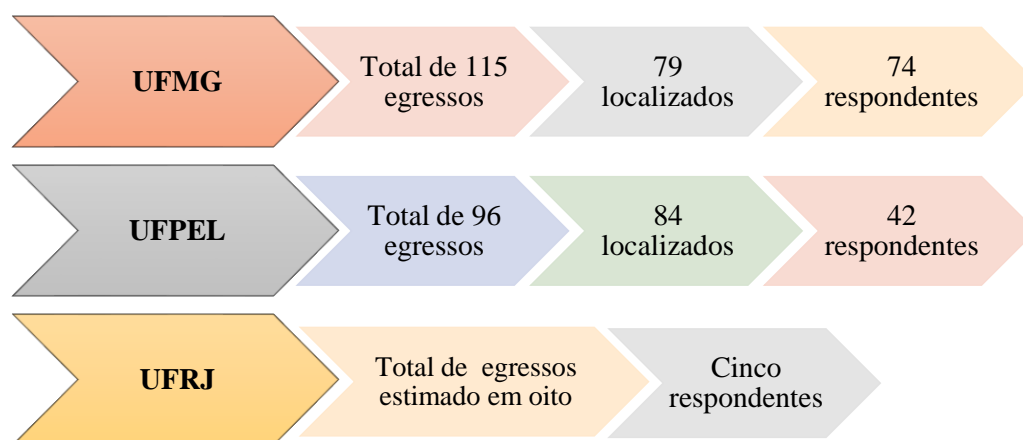 UFMG
Total de 115
egressos
79
localizados
74
respondentes
UFPEL
Total de 96
egressos
84
localizados
42
respondentes
UFRJ
Total de  egressos
estimado em oito
Cinco
respondentes